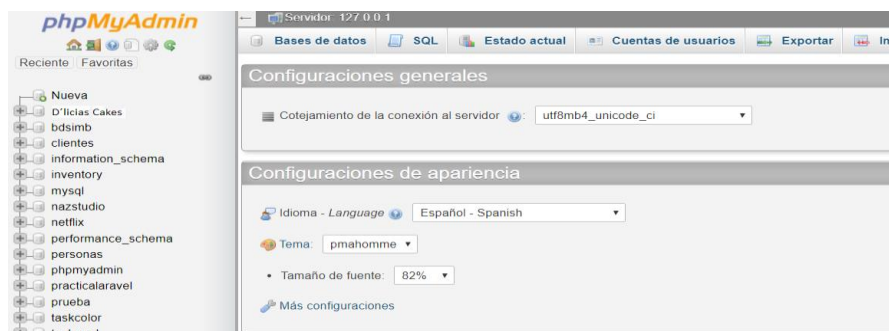 phpMyAdmin
Reciente Favoritas
Nueva
D'licias Cakes
bdsimb
clientes
information_schema
inventory
mysql
nazstudio
netflix
performance_schema
personas
phpmyadmin
practicalaravel
prueba
taskcolor
Servidor: 127.0.0.1
Bases de datos SQL Estado actual Cuentas de usuarios Exportar
Configuraciones generales
Cotejamiento de la conexión al servidor : utf8mb4_unicode_ci
Configuraciones de apariencia
Idioma - Language Español - Spanish
Tema: pmahomme
• Tamaño de fuente: 82%
Más configuraciones